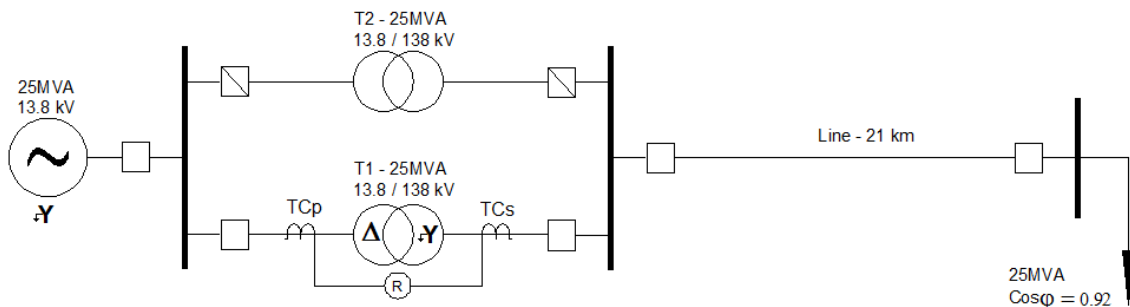 T2 - 25MVA
13.8 / 138 kV
25MVA
13.8 kV
Y
Line - 21 km
T1 - 25MVA
13.8 / 138 kV
TCp
TCs
Δ
Y
R
25MVA
Cosφ = 0.92